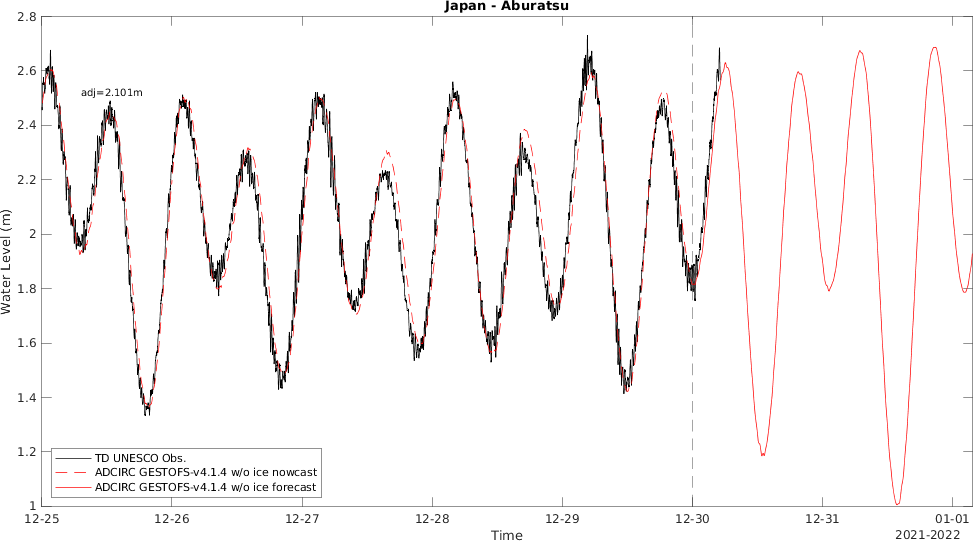 Japan - Aburatsu
2.8
2.6
2.4
2.2
2
1.8
1.6
1.4
1.2
1
Water Level (m)
adj=2.101m
TD UNESCO Obs.
ADCIRC GESTOFS-v4.1.4 w/o ice nowcast
ADCIRC GESTOFS-v4.1.4 w/o ice forecast
12-25 12-26 12-27 12-28 12-29 12-30 12-31 01-01
Time
2021-2022